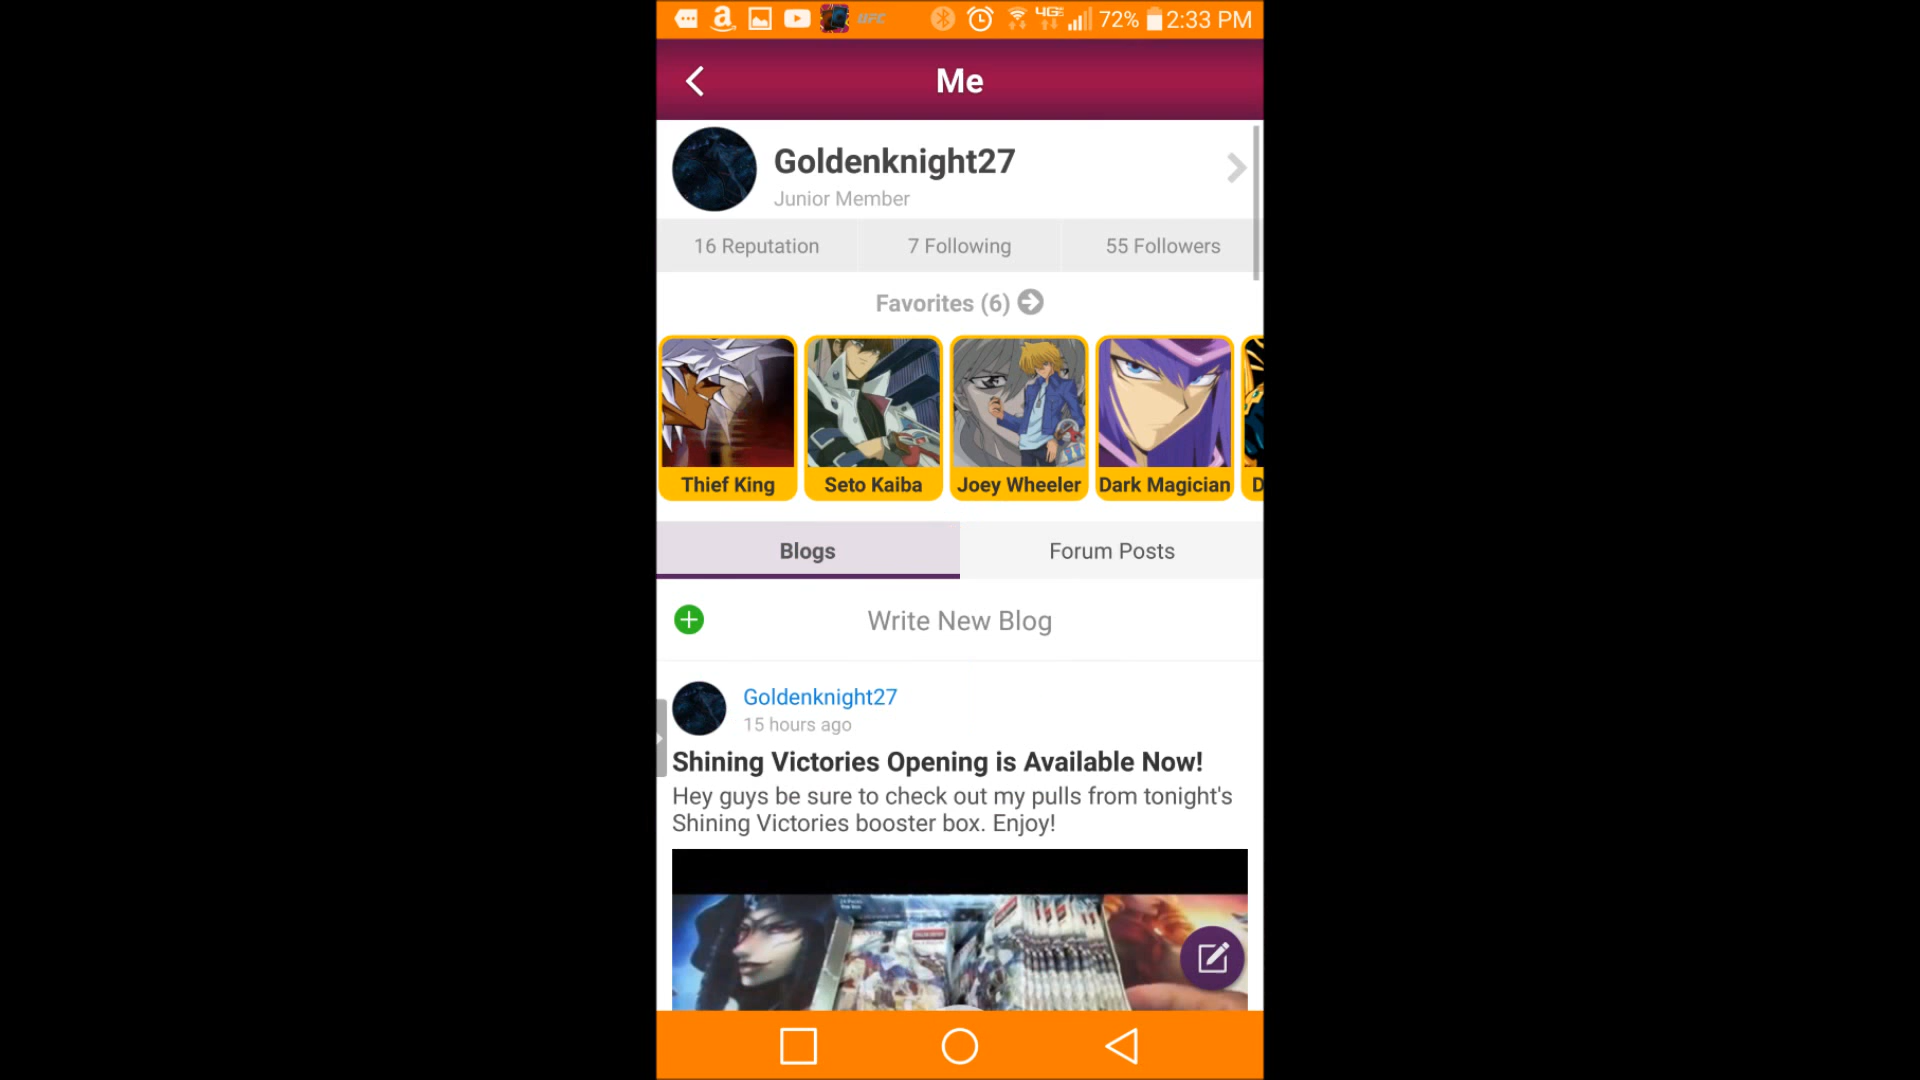 UFC 4G 72% 2:33 PM
Me
Goldenknight27
Junior Member
16 Reputation 7 Following 55 Followers
Favorites (6)
Thief King Seto Kaiba Joey Wheeler Dark Magician D
Blogs Forum Posts
Write New Blog
Goldenknight27
15 hours ago
Shining Victories Opening is Available Now!
Hey guys be sure to check out my pulls from tonight's
Shining Victories booster box. Enjoy!